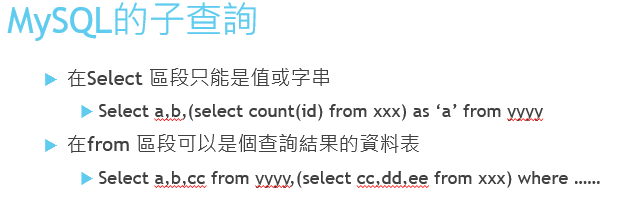 MySQL的子查詢
在Select 區段只能是值或字串
Select a,b,(select count(id) from xxx) as ‘a’ from yyyy
在from 區段可以是個查詢結果的資料表
Select a,b,cc from yyyy,(select cc,dd,ee from xxx) where ……